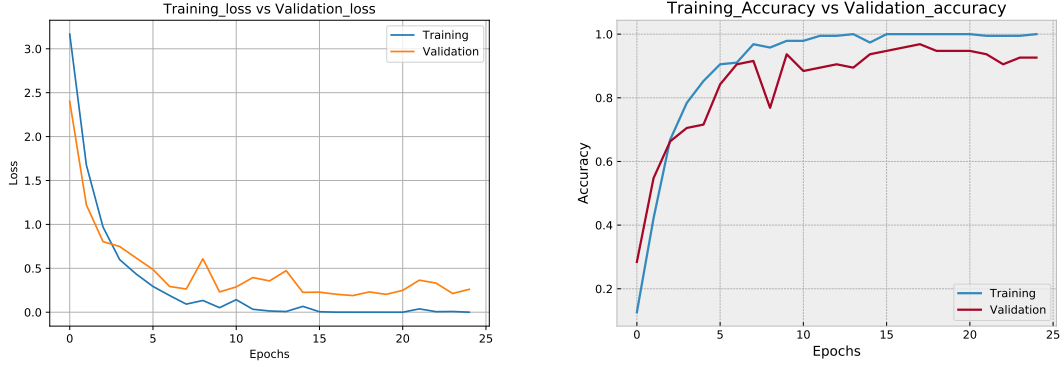 Training_loss vs Validation_loss
3.0
2.5
2.0
1.5
1.0
0.5
0.0
Loss
Training
Validation
0 5 10 15 20 25
Epochs
Training_Accuracy vs Validation_accuracy
1.0
0.8
0.6
0.4
0.2
Accuracy
Training
Validation
0 5 10 15 20 25
Epochs